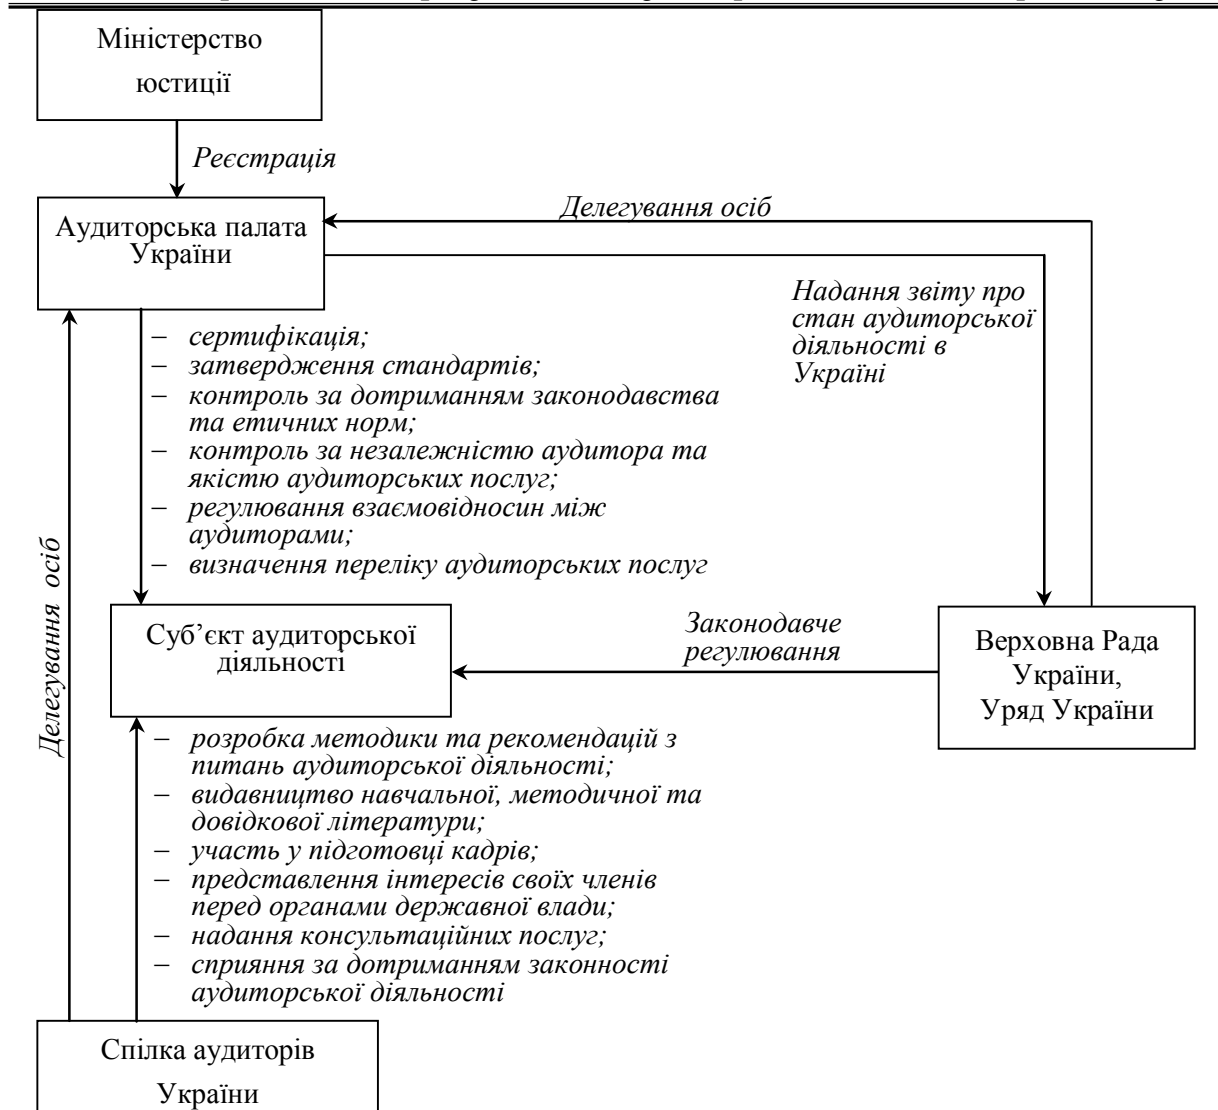 Міністерство
юстиції
Реєстрація
Аудиторська палата
України
Делегування осіб
Надання звіту про
стан аудиторської
діяльності в
Україні
– сертифікація;
– затвердження стандартів;
– контроль за дотриманням законодавства
та етичних норм;
– контроль за незалежністю аудитора та
якістю аудиторських послуг;
– регулювання взаємовідносин між
аудиторами;
– визначення переліку аудиторських послуг
Делегування осіб
Суб’єкт аудиторської
діяльності
Законодавче
регулювання
Верховна Рада
України,
Уряд України
– розробка методики та рекомендацій з
питань аудиторської діяльності;
– видавництво навчальної, методичної та
довідкової літератури;
– участь у підготовці кадрів;
– представлення інтересів своїх членів
перед органами державної влади;
– надання консультаційних послуг;
– сприяння за дотриманням законності
аудиторської діяльності
Спілка аудиторів
України